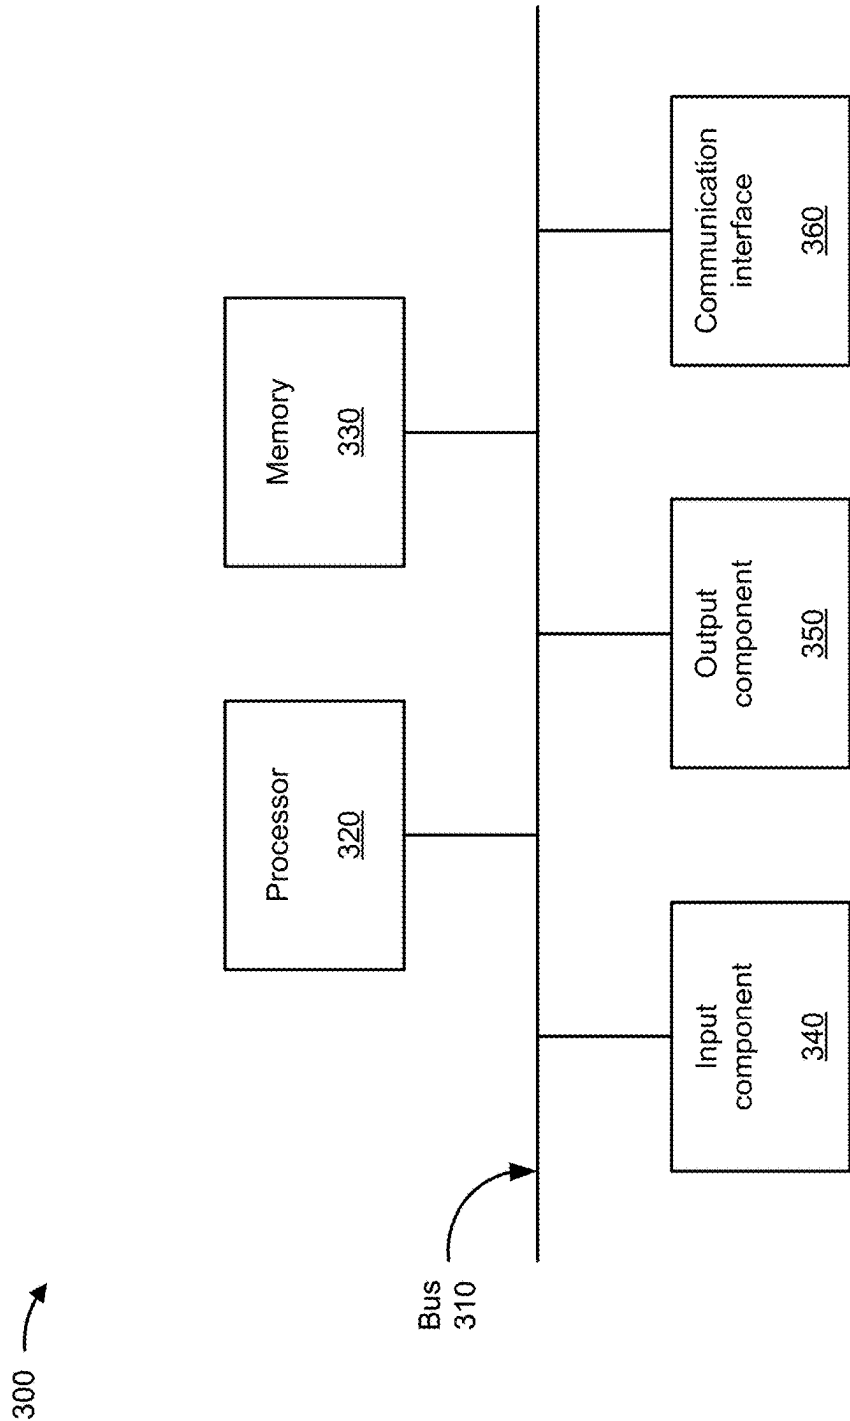 300
Bus
310
Processor
320
Memory
330
Input
component
340
Output
component
350
Communication
interface
360